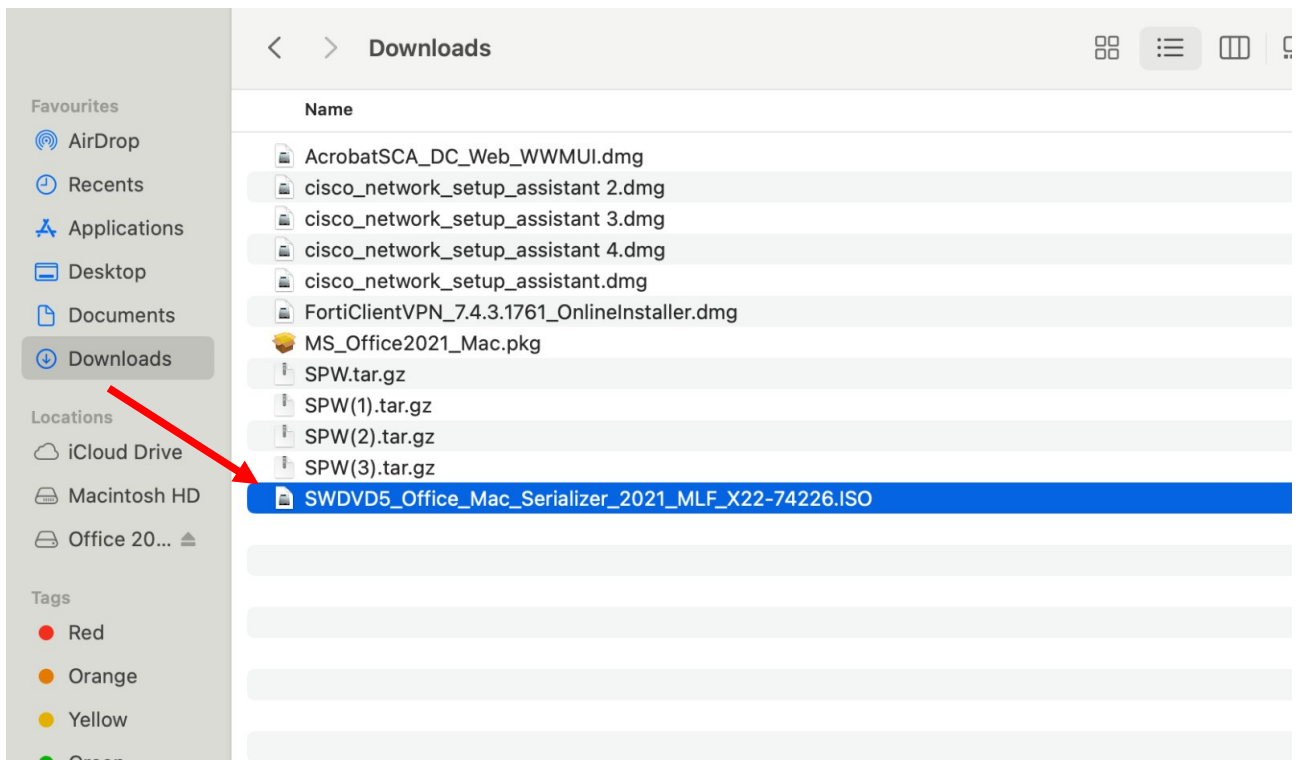 Downloads
Favourites
AirDrop
Recents
Applications
Desktop
Documents
Downloads
Locations
iCloud Drive
Macintosh HD
Office 20...
Tags
Red
Orange
Yellow
Name
AcrobatSCA_DC_Web_WWMUI.dmg
cisco_network_setup_assistant 2.dmg
cisco_network_setup_assistant 3.dmg
cisco_network_setup_assistant 4.dmg
cisco_network_setup_assistant.dmg
FortiClientVPN_7.4.3.1761_OnlineInstaller.dmg
MS_Office2021_Mac.pkg
SPW.tar.gz
SPW(1).tar.gz
SPW(2).tar.gz
SPW(3).tar.gz
SWDVD5_Office_Mac_Serializer_2021_MLF_X22-74226.ISO